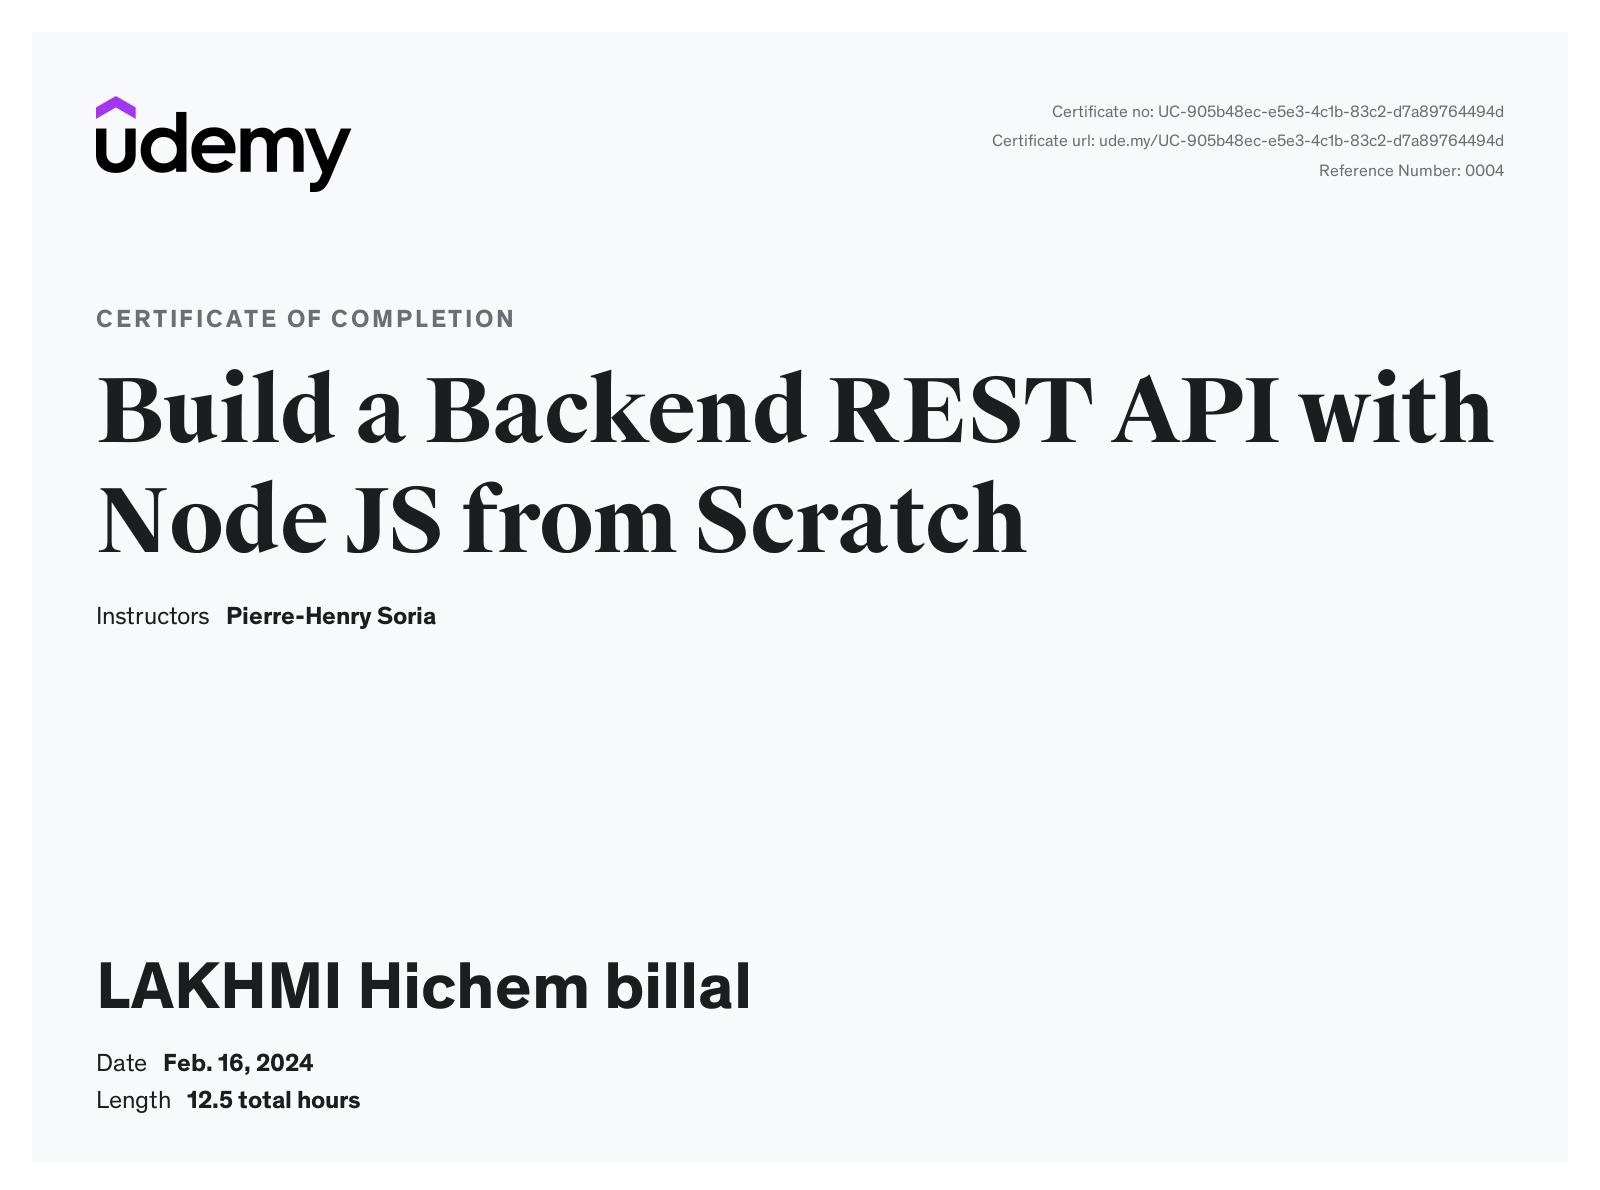 udemy
Certificate no: UC-905b48ec-e5e3-4c1b-83c2-d7a89764494d
Certificate url: ude.my/UC-905b48ec-e5e3-4c1b-83c2-d7a89764494d
Reference Number: 0004
CERTIFICATE OF COMPLETION
Build a Backend REST API with
Node JS from Scratch
Instructors Pierre-Henry Soria
LAKHMI Hichem billal
Date Feb. 16, 2024
Length 12.5 total hours